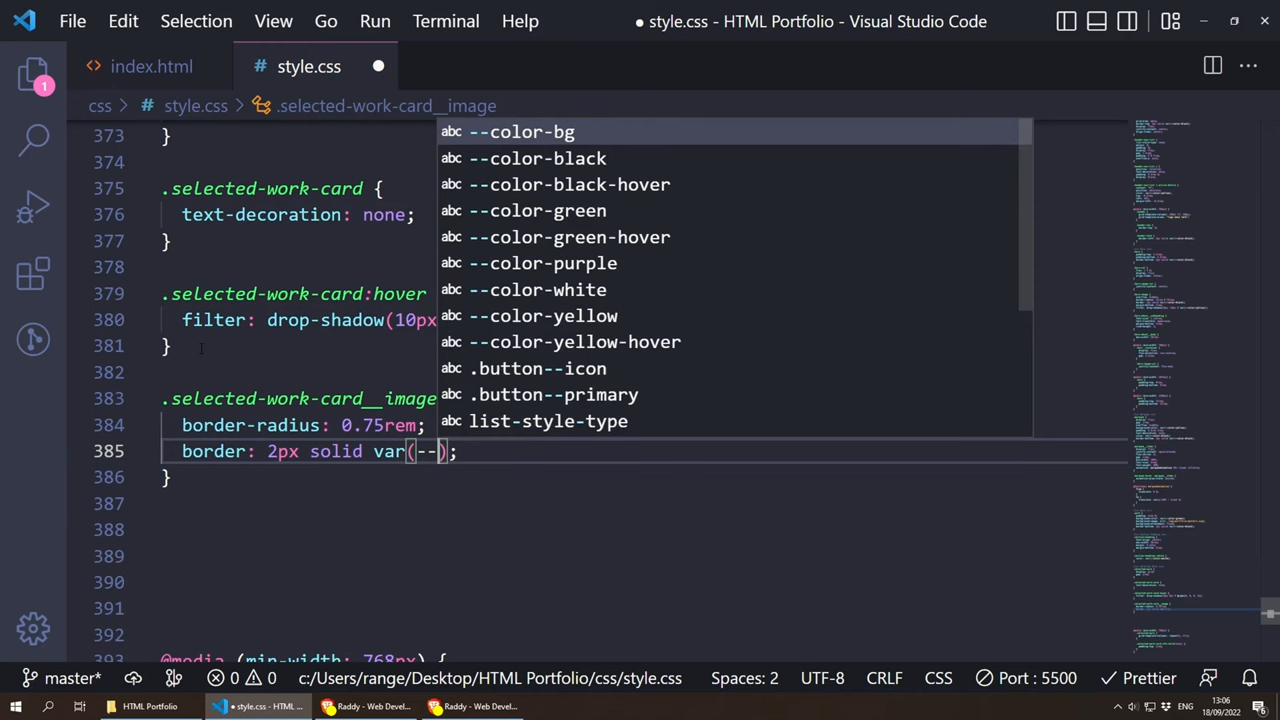 File Edit Selection View Go Run Terminal Help ● style.css - HTML Portfolio - Visual Studio Code
<> index.html # style.css ●
1
css > # style.css > .selected-work-card__image
373 }
374
375 .selected-work-card {
376 text-decoration: none;
377 }
378
379 .selected-work-card:hover
380 filter: drop-shadow(10px
381 }
382
383 .selected-work-card__image
384 border-radius: 0.75rem;
385 border: 2px solid var(--);
386 }
387
388
389
390
391
392
393 @media (min-width: 768px)
abc --color-bg
abc --color-black
abc --color-black-hover
abc --color-green
abc --color-green-hover
abc --color-purple
abc --color-white
abc --color-yellow
abc --color-yellow-hover
abc .button--icon
abc .button--primary
abc list-style-type
master* 0 0 c:/Users/range/Desktop/HTML Portfolio/css/style.css Spaces: 2 UTF-8 CRLF CSS Port : 5500 Prettier
HTML Portfolio ● style.css - HTML ... Raddy - Web Devel... Raddy - Web Devel... ENG 13:06
18/09/2022 6